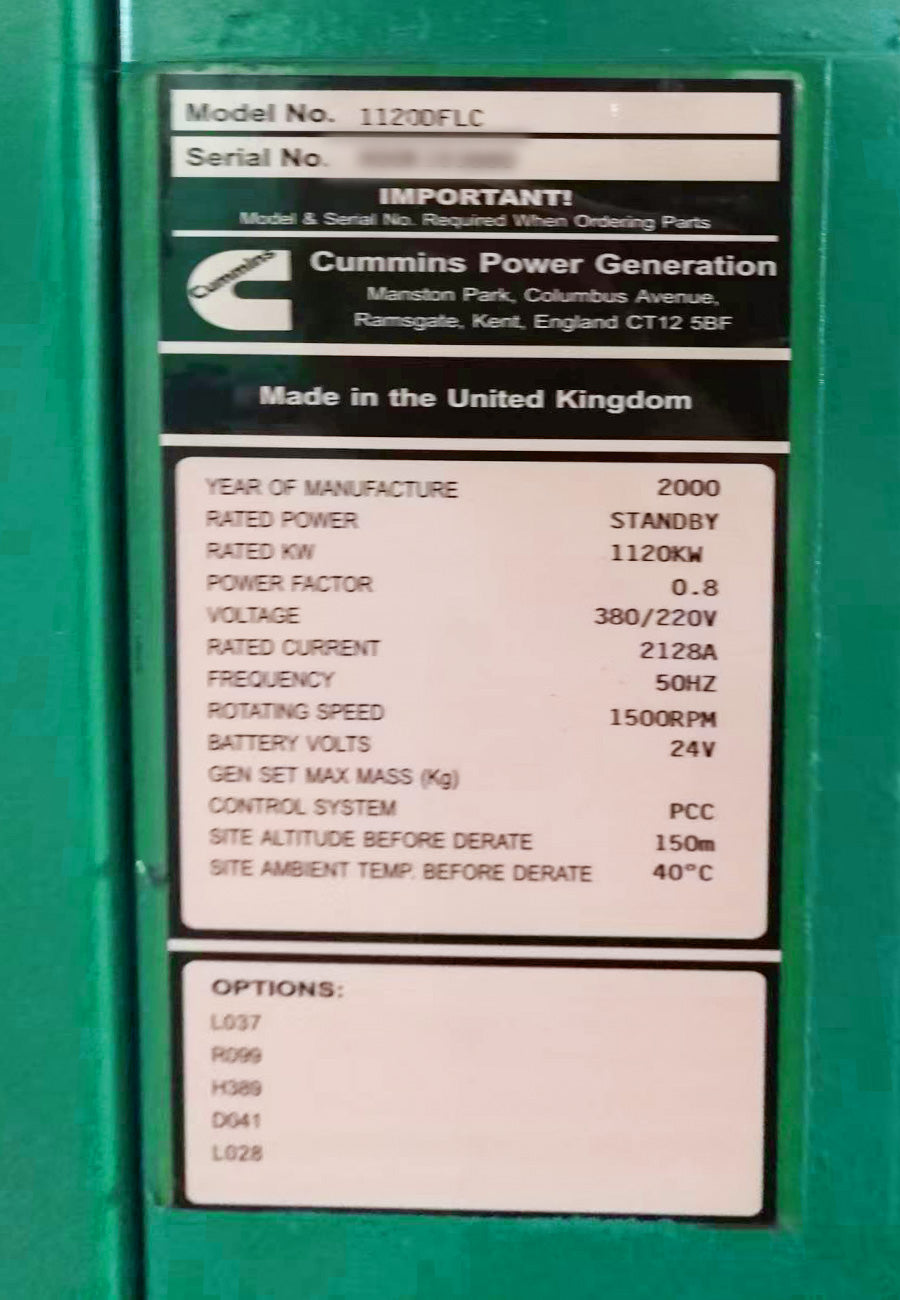 Model No. 1120DFLC
Serial No.
IMPORTANT!
Model & Serial No. Required When Ordering Parts
Cummins
Cummins Power Generation
Manston Park, Columbus Avenue,
Ramsgate, Kent, England CT12 5BF
Made in the United Kingdom
YEAR OF MANUFACTURE 2000
RATED POWER STANDBY
RATED KW 1120KW
POWER FACTOR 0.8
VOLTAGE 380/220V
RATED CURRENT 2128A
FREQUENCY 50HZ
ROTATING SPEED 1500RPM
BATTERY VOLTS 24V
GEN SET MAX MASS (Kg)
CONTROL SYSTEM PCC
SITE ALTITUDE BEFORE DERATE 150m
SITE AMBIENT TEMP. BEFORE DERATE 40°C
OPTIONS:
L037
R099
H389
D041
L028